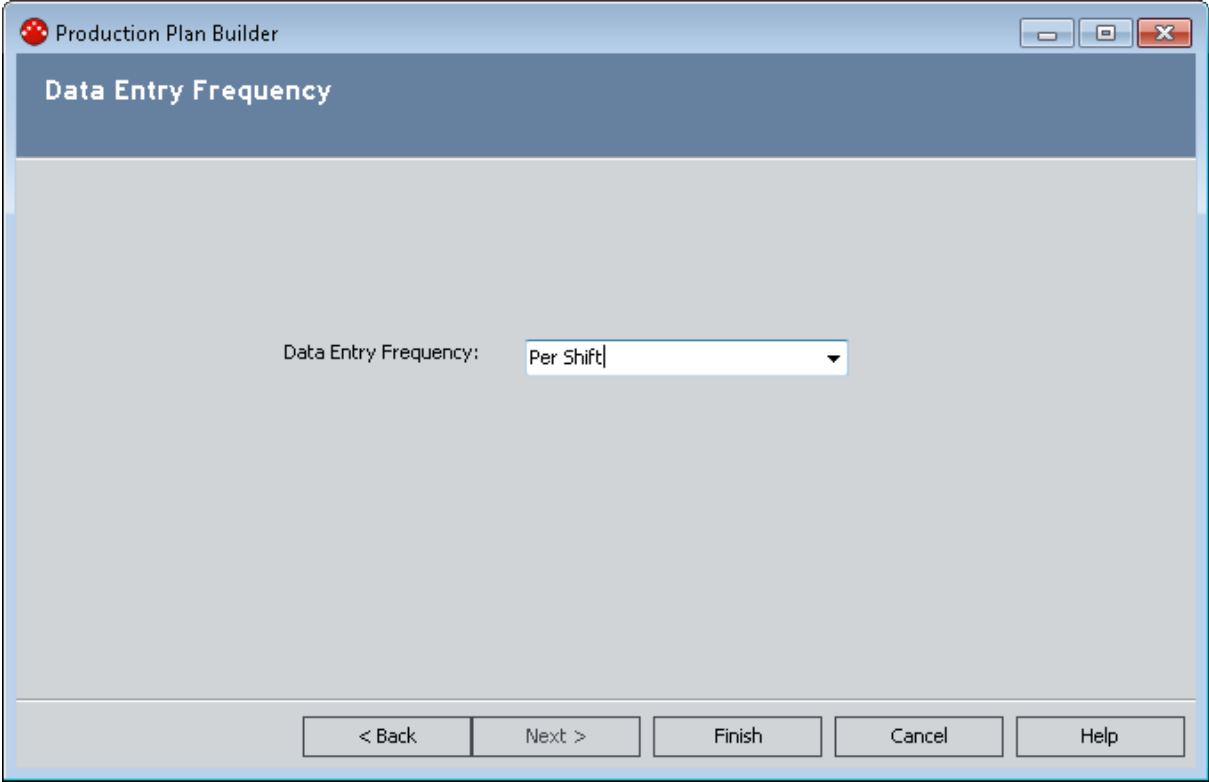 Production Plan Builder
Data Entry Frequency
Data Entry Frequency: Per Shift
< Back Next > Finish Cancel Help